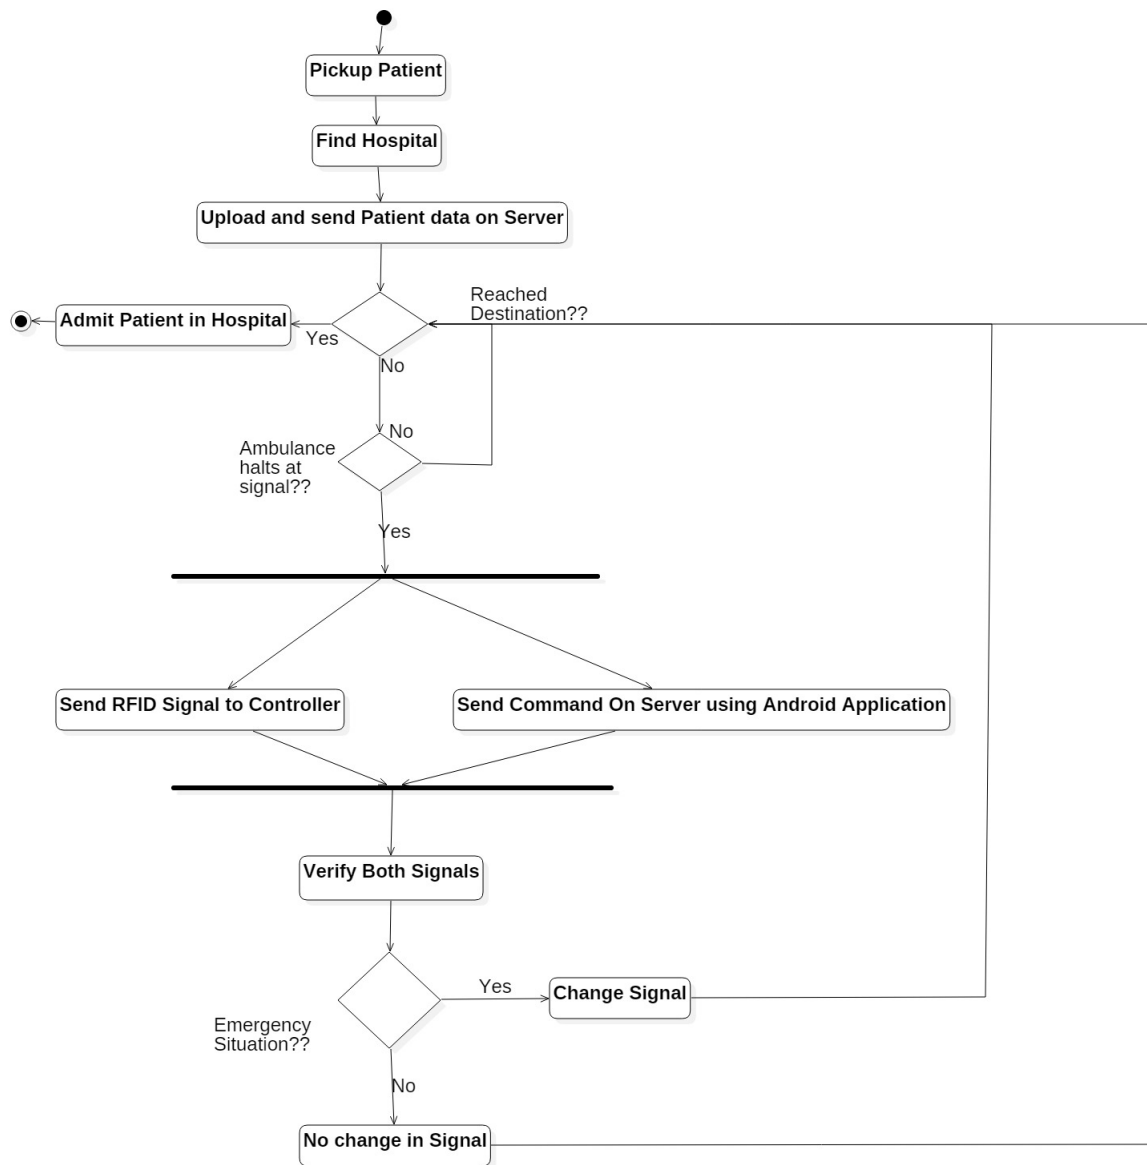 Pickup Patient
Find Hospital
Upload and send Patient data on Server
Reached
Destination??
Admit Patient in Hospital
Yes
No
No
Ambulance
halts at
signal??
Yes
Send RFID Signal to Controller
Send Command On Server using Android Application
Verify Both Signals
Yes
Change Signal
Emergency
Situation??
No
No change in Signal